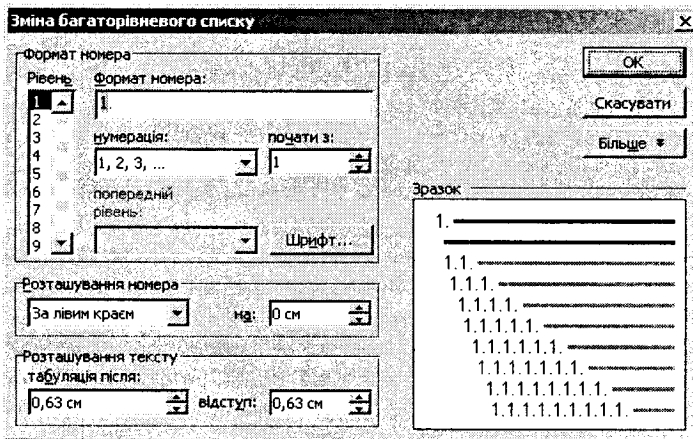 Зміна багаторівневого списку
Формат номера
Рівень
Формат номера:
1
2
3
4
5
6
7
8
9
1.
нумерація:
почати з:
1, 2, 3, ...
1
попередній
рівень:
Шрифт...
OK
Скасувати
Більше
Розташування номера
За лівим краєм
на:
0 см
Розташування тексту
табуляція після:
0,63 см
відступ:
0,63 см
Зразок
1.
1.1.
1.1.1.
1.1.1.1.
1.1.1.1.1.
1.1.1.1.1.1.
1.1.1.1.1.1.1.
1.1.1.1.1.1.1.1.
1.1.1.1.1.1.1.1.1.